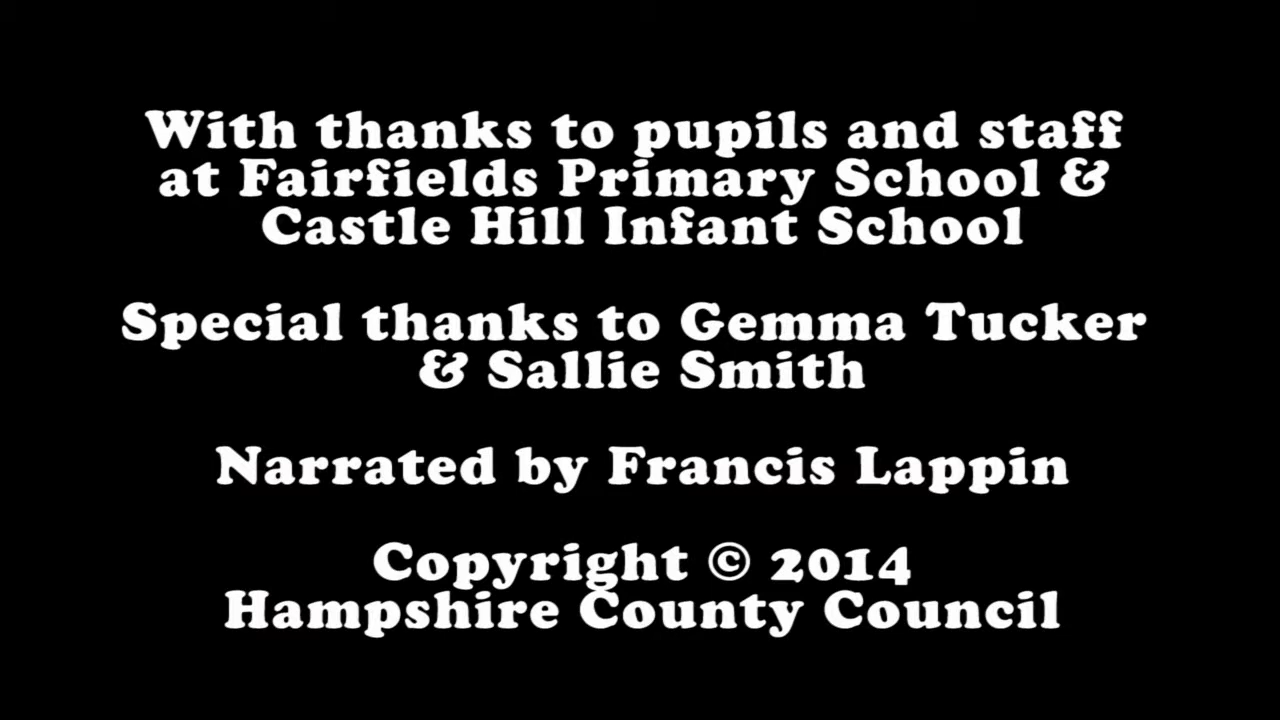 With thanks to pupils and staff
at Fairfields Primary School &
Castle Hill Infant School
Special thanks to Gemma Tucker
& Sallie Smith
Narrated by Francis Lappin
Copyright © 2014
Hampshire County Council